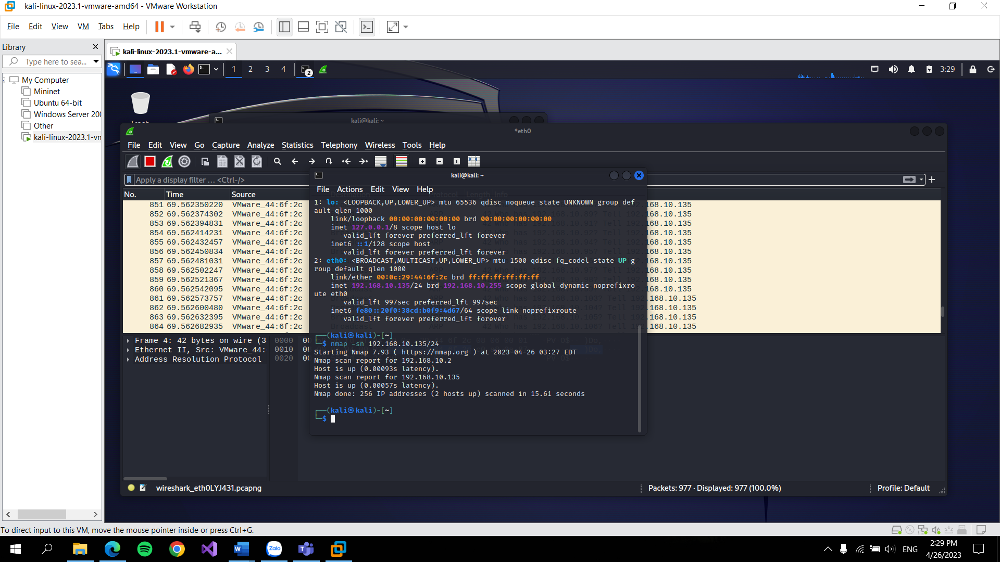 kali-linux-2023.1-vmware-amd64 - VMware Workstation
File Edit View VM Tabs Help
Library
Type here to sea...
My Computer
Mininet
Ubuntu 64-bit
Windows Server 200
Other
kali-linux-2023.1-vm
kali-linux-2023.1-vmware-a...
1 2 3 4
2
3:29
kali@kali: ~
*eth0
File Edit View Go Capture Analyze Statistics Telephony Wireless Tools Help
Apply a display filter ... <Ctrl-/>
No. Time Source
851 69.562350220 VMware_44:6f:2c 168.10.135
852 69.562374302 VMware_44:6f:2c 168.10.135
853 69.562394831 VMware_44:6f:2c 168.10.135
854 69.562414231 VMware_44:6f:2c 168.10.135
855 69.562432457 VMware_44:6f:2c 168.10.135
856 69.562450834 VMware_44:6f:2c 168.10.135
857 69.562481031 VMware_44:6f:2c 168.10.135
858 69.562502247 VMware_44:6f:2c 168.10.135
859 69.562521367 VMware_44:6f:2c 168.10.135
860 69.562542095 VMware_44:6f:2c 168.10.135
861 69.562573757 VMware_44:6f:2c 168.10.135
862 69.562600480 VMware_44:6f:2c 168.10.135
863 69.562632395 VMware_44:6f:2c 168.10.135
864 69.562682935 VMware_44:6f:2c 168.10.135
Frame 4: 42 bytes on wire (3
Ethernet II, Src: VMware_44:
Address Resolution Protocol
0000 00
0010 08
0020 00
kali@kali: ~
File Actions Edit View Help
1: lo: <LOOPBACK,UP,LOWER_UP> mtu 65536 qdisc noqueue state UNKNOWN group def
ault qlen 1000
link/loopback 00:00:00:00:00:00 brd 00:00:00:00:00:00
inet 127.0.0.1/8 scope host lo
valid_lft forever preferred_lft forever
inet6 ::1/128 scope host
valid_lft forever preferred_lft forever
2: eth0: <BROADCAST,MULTICAST,UP,LOWER_UP> mtu 1500 qdisc fq_codel state UP g
roup default qlen 1000
link/ether 00:0c:29:44:6f:2c brd ff:ff:ff:ff:ff:ff
inet 192.168.10.135/24 brd 192.168.10.255 scope global dynamic noprefixro
ute eth0
valid_lft 997sec preferred_lft 997sec
inet6 fe80::20f0:38cd:b0f9:4d67/64 scope link noprefixroute
valid_lft forever preferred_lft forever
┌──(kali㉿kali)-[~]
└─$ nmap -sn 192.168.10.135/24
Starting Nmap 7.93 ( https://nmap.org ) at 2023-04-26 03:27 EDT
Nmap scan report for 192.168.10.2
Host is up (0.00093s latency).
Nmap scan report for 192.168.10.135
Host is up (0.00057s latency).
Nmap done: 256 IP addresses (2 hosts up) scanned in 15.61 seconds
┌──(kali㉿kali)-[~]
└─$
wireshark_eth0LYJ431.pcapng
Packets: 977 · Displayed: 977 (100.0%)
Profile: Default
To direct input to this VM, move the mouse pointer inside or press Ctrl+G.
Zalo
ENG
2:29 PM
4/26/2023